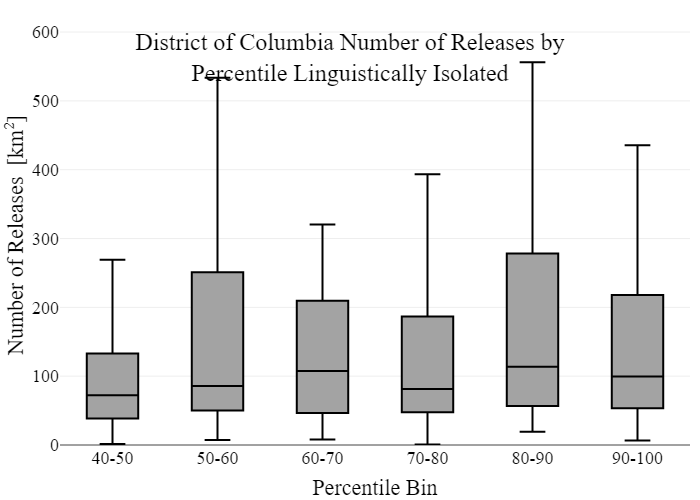 District of Columbia Number of Releases by
Percentile Linguistically Isolated
Number of Releases [km²]
600
500
400
300
200
100
0
40-50 50-60 60-70 70-80 80-90 90-100
Percentile Bin